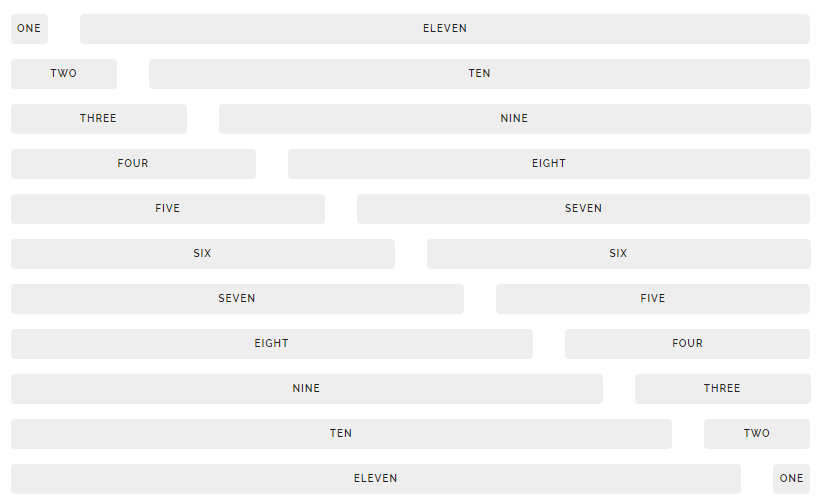 ONE ELEVEN
TWO TEN
THREE NINE
FOUR EIGHT
FIVE SEVEN
SIX SIX
SEVEN FIVE
EIGHT FOUR
NINE THREE
TEN TWO
ELEVEN ONE